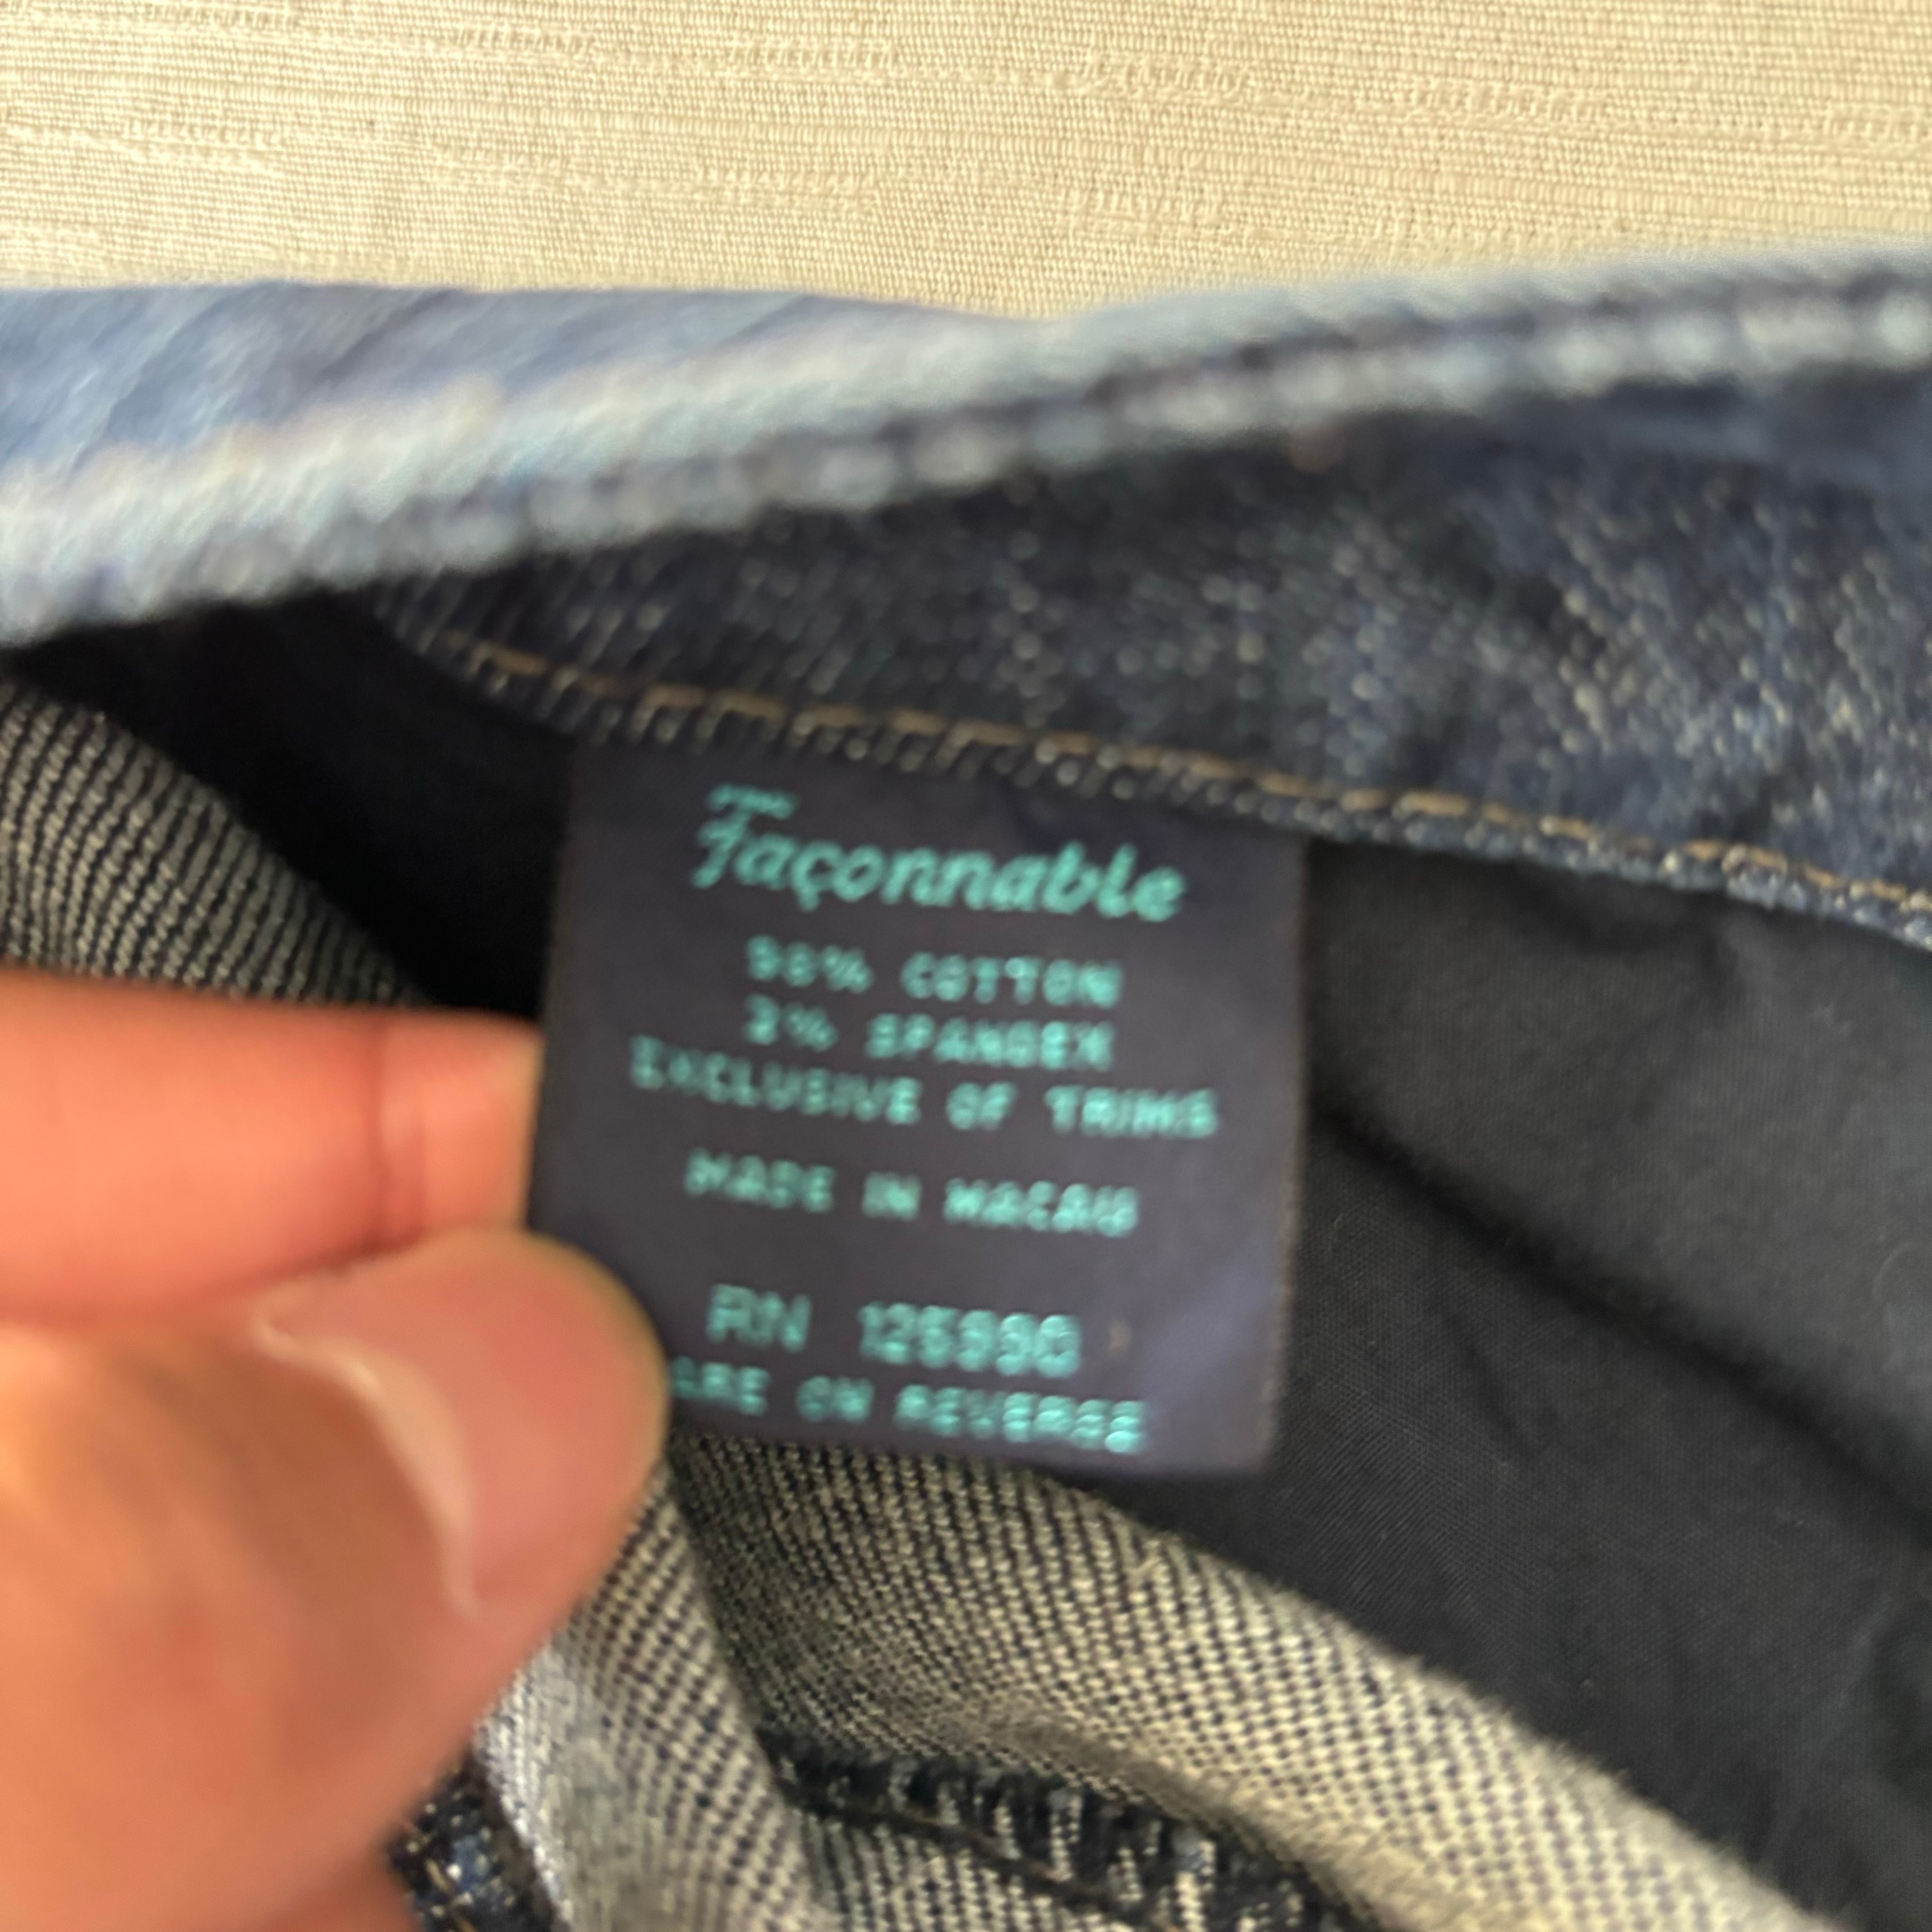 Façonnable
98% COTTON
2% SPANDEX
EXCLUSIVE OF TRIMS
MADE IN MACAU
RN
ON REVERSE